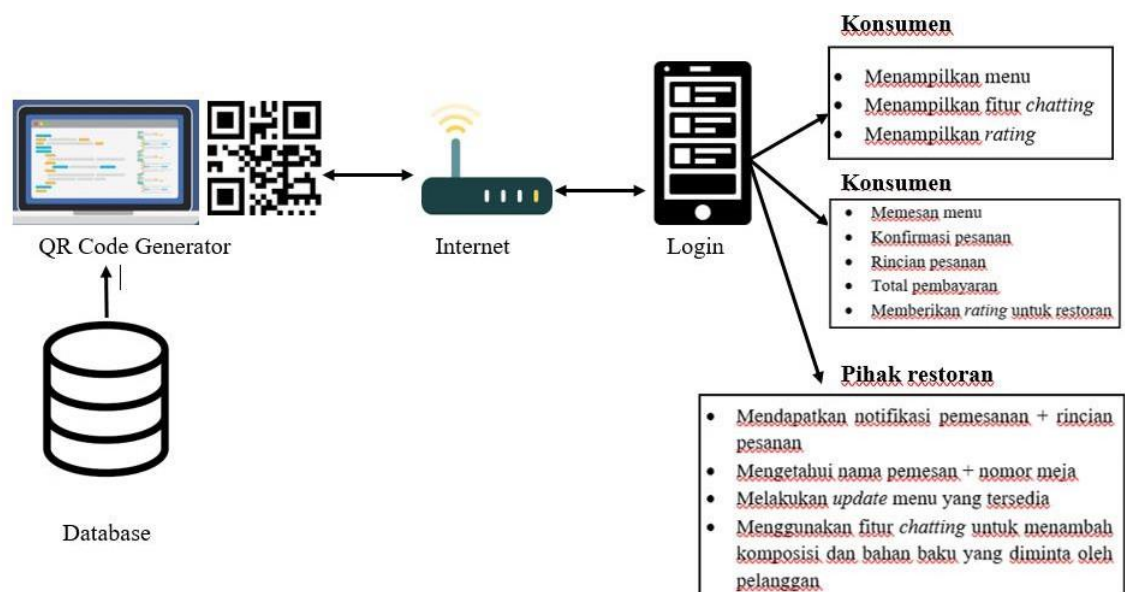 Konsumen
• Menampilkan menu
• Menampilkan fitur chatting
• Menampilkan rating
Konsumen
• Memesan menu
• Konfirmasi pesanan
• Rincian pesanan
• Total pembayaran
• Memberikan rating untuk restoran
QR Code Generator
Internet
Login
Database
Pihak restoran
• Mendapatkan notifikasi pemesanan + rincian
pesanan
• Mengetahui nama pemesan + nomor meja
• Melakukan update menu yang tersedia
• Menggunakan fitur chatting untuk menambah
komposisi dan bahan baku yang diminta oleh
pelanggan